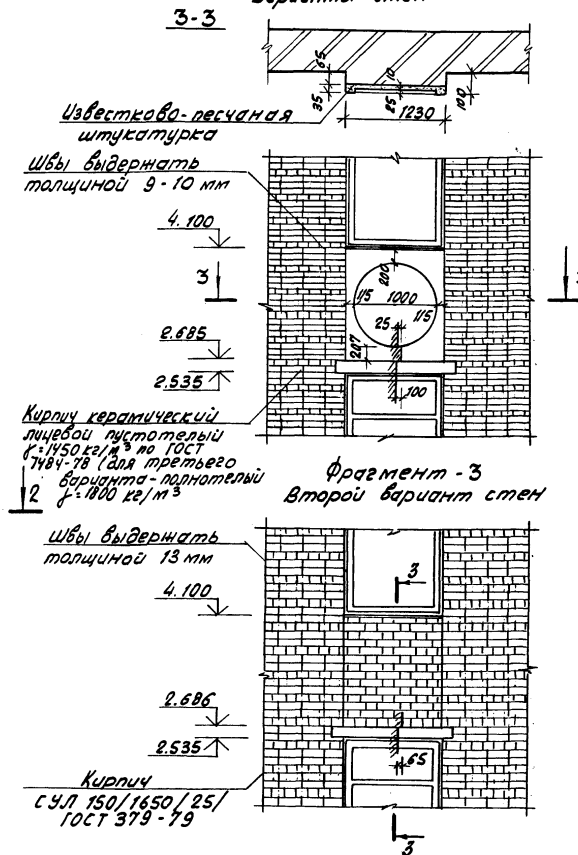 3-3
65
35
10
25
100
1230
Известково-песчаная
штукатурка
Швы выдержать
толщиной 9-10 мм
4.100
200
3
115 1000 115
25
2.685
207
2.535
100
Кирпич керамический
лицевой пустотелый
γ=1450 кг/м³ по ГОСТ
7484-78 (для третьего
варианта-полнотелый
γ=1800 кг/м³
2
Фрагмент-3
Второй вариант стен
Швы выдержать
толщиной 13 мм
3
4.100
2.686
2.535
65
Кирпич
СУЛ 150/1650/25/
ГОСТ 379-79
3